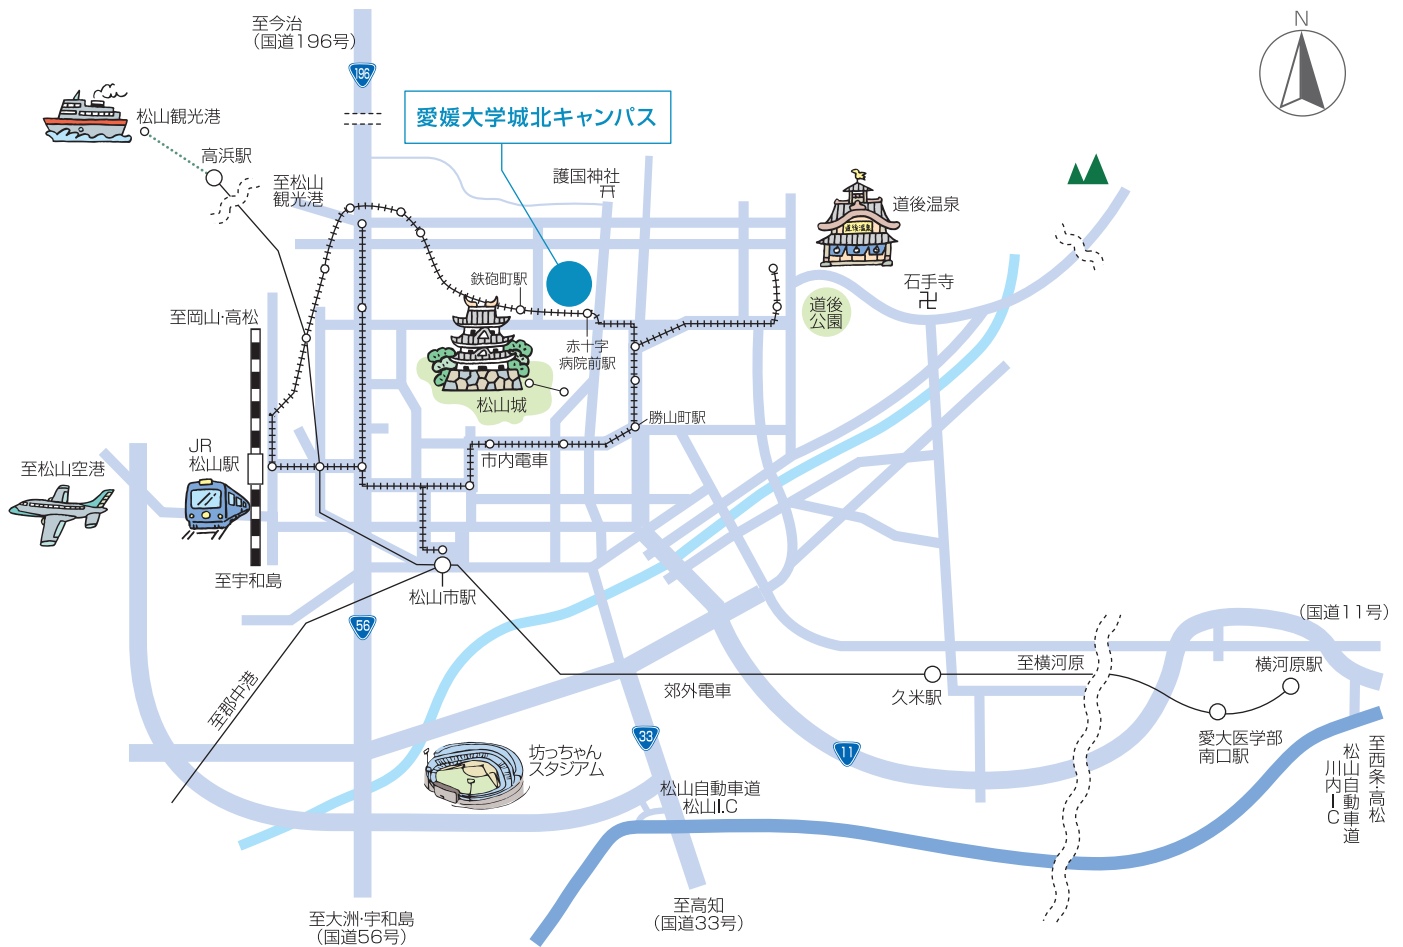 至今治
（国道196号）
N
196
松山観光港
愛媛大学城北キャンパス
高浜駅
至松山
観光港
護国神社
道後温泉
道後温泉
鉄砲町駅
石手寺
道後
公園
至岡山·高松
赤十字
病院前駅
松山城
勝山町駅
JR
松山駅
市内電車
至松山空港
至宇和島
松山市駅
56
（国道11号）
至横河原
横河原駅
郊外電車
久米駅
至郡中港
愛大医学部
南口駅
33
11
坊っちゃん
スタジアム
松山自動車道
松山I.C
至西条·高松
松山自動車道
川内I·C
至大洲·宇和島
（国道56号）
至高知
（国道33号）